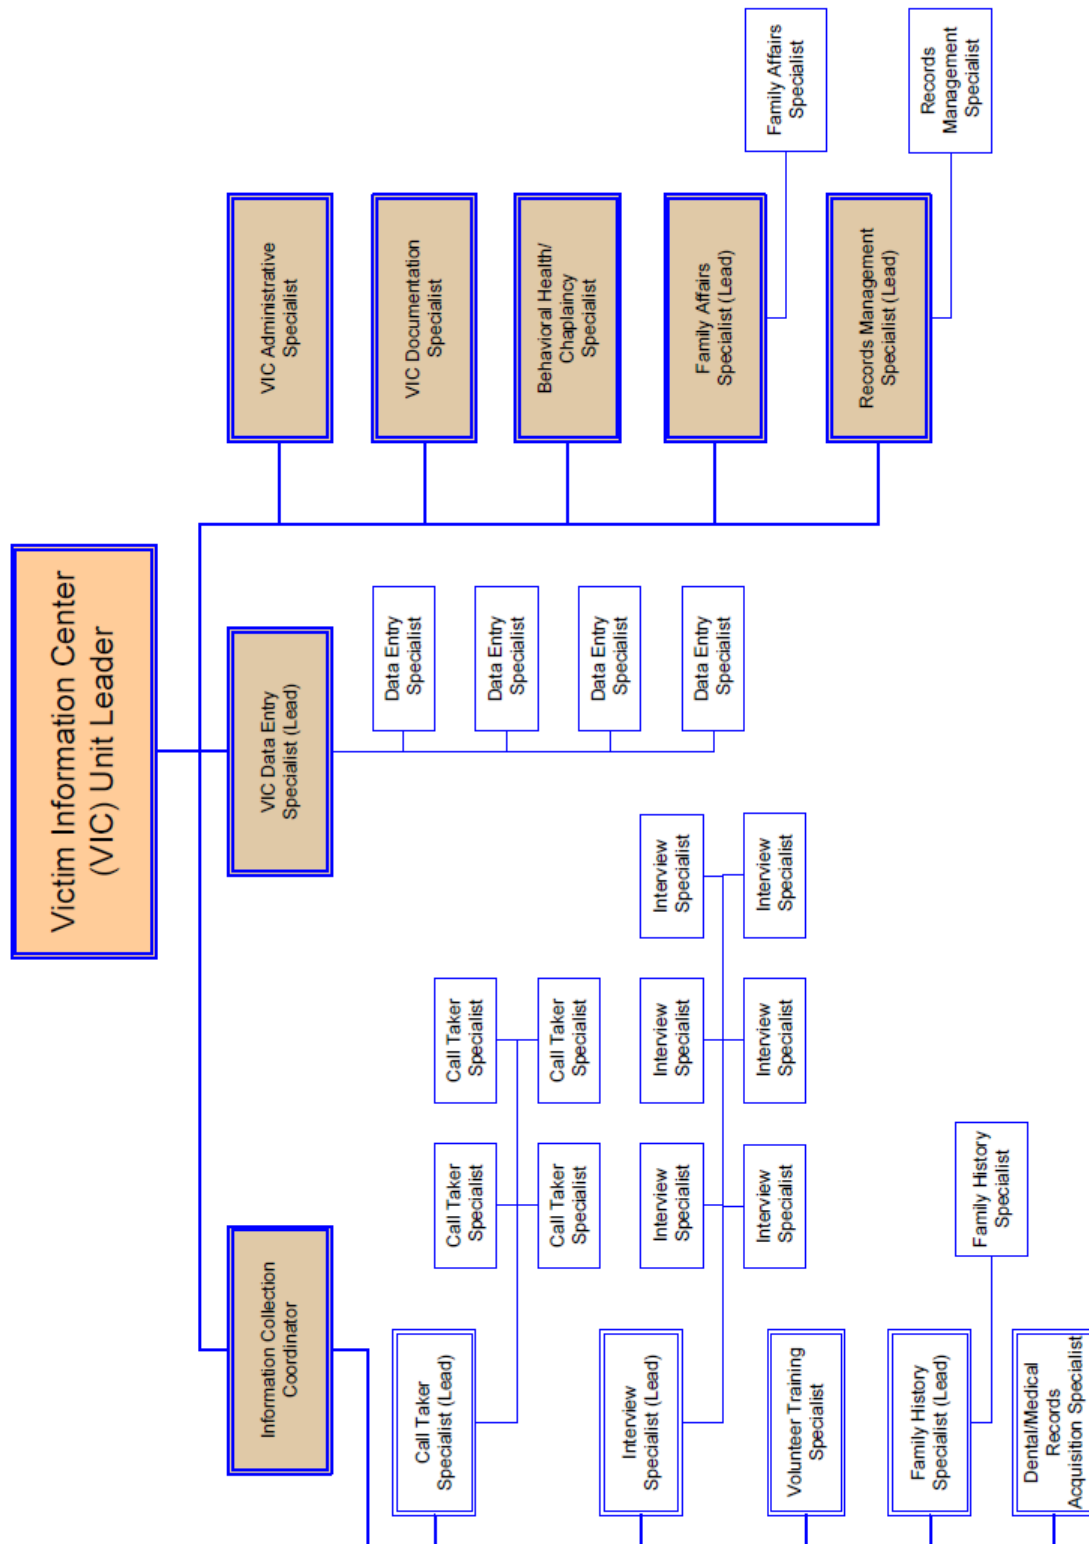 Victim Information Center
(VIC) Unit Leader
Information Collection
Coordinator
VIC Data Entry
Specialist (Lead)
VIC Administrative
Specialist
VIC Documentation
Specialist
Behavioral Health/
Chaplaincy
Specialist
Family Affairs
Specialist (Lead)
Family Affairs
Specialist
Records Management
Specialist (Lead)
Records
Management
Specialist
Data Entry
Specialist
Data Entry
Specialist
Data Entry
Specialist
Data Entry
Specialist
Call Taker
Specialist (Lead)
Call Taker
Specialist
Call Taker
Specialist
Call Taker
Specialist
Call Taker
Specialist
Interview
Specialist (Lead)
Interview
Specialist
Interview
Specialist
Interview
Specialist
Interview
Specialist
Interview
Specialist
Interview
Specialist
Volunteer Training
Specialist
Family History
Specialist (Lead)
Family History
Specialist
Dental/Medical
Records
Acquisition Specialist